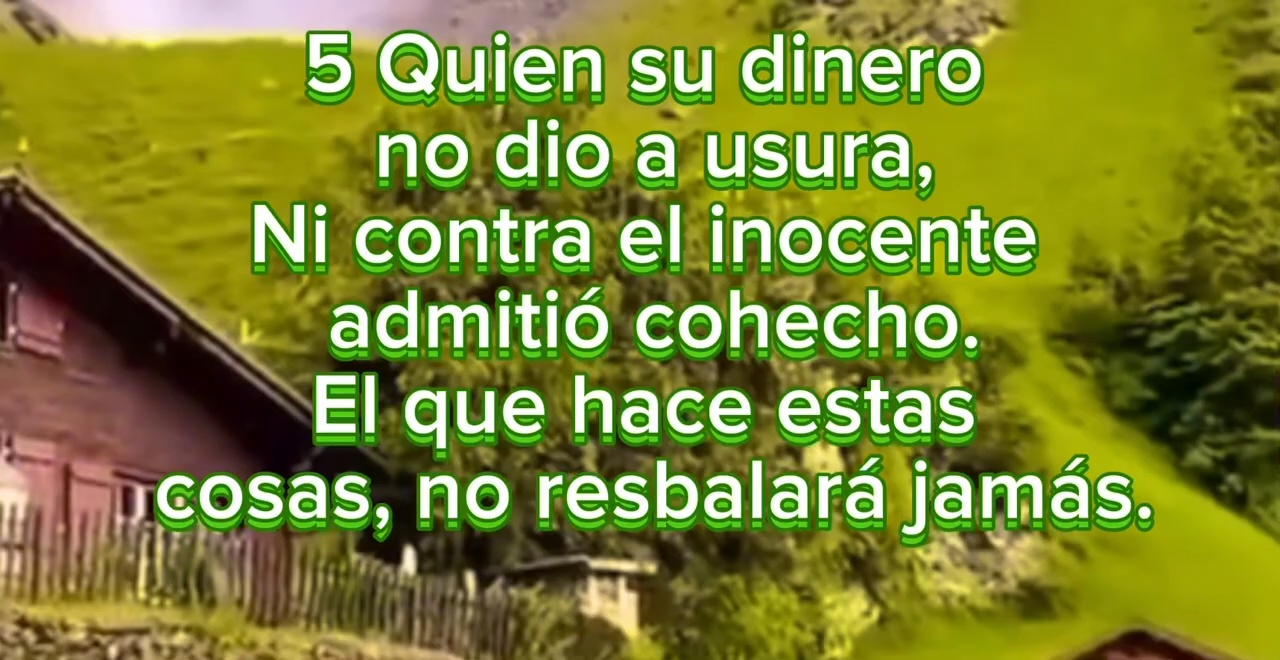 5 Quien su dinero
no dio a usura,
Ni contra el inocente
admitió cohecho.
El que hace estas
cosas, no resbalará jamás.